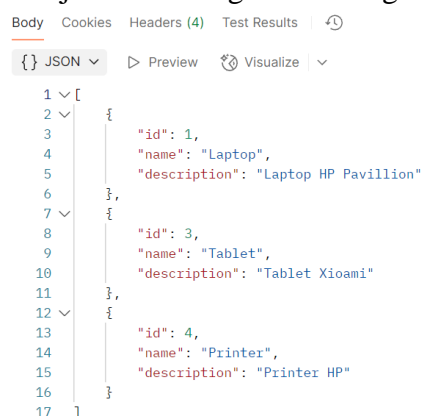 Body Cookies Headers (4) Test Results
{} JSON Preview Visualize
1 [
2 {
3 "id": 1,
4 "name": "Laptop",
5 "description": "Laptop HP Pavillion"
6 },
7 {
8 "id": 3,
9 "name": "Tablet",
10 "description": "Tablet Xioami"
11 },
12 {
13 "id": 4,
14 "name": "Printer",
15 "description": "Printer HP"
16 }
17 ]